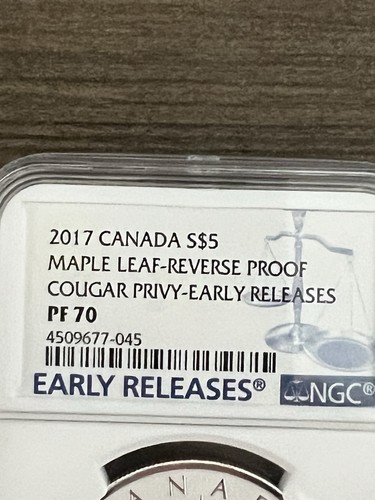 2017 CANADA S$5
MAPLE LEAF-REVERSE PROOF
COUGAR PRIVY-EARLY RELEASES
PF 70
4509677-045
EARLY RELEASES® NGC®
A N A